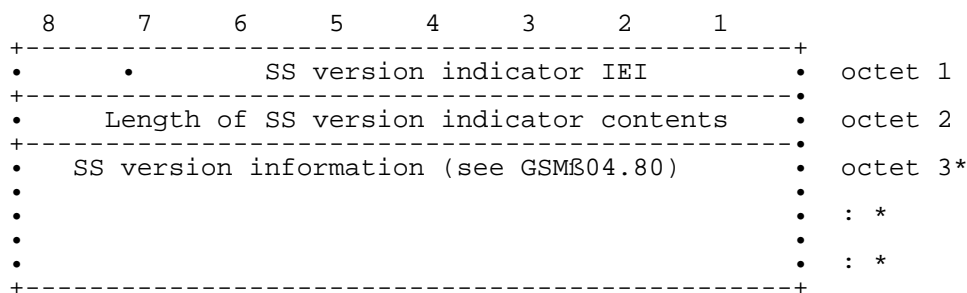 8 7 6 5 4 3 2 1
+-----------------------------------------------+
• • SS version indicator IEI • octet 1
+-----------------------------------------------•
• Length of SS version indicator contents • octet 2
+-----------------------------------------------•
• SS version information (see GSMß04.80) • octet 3*
• •
• • : *
• •
• • : *
+-----------------------------------------------+